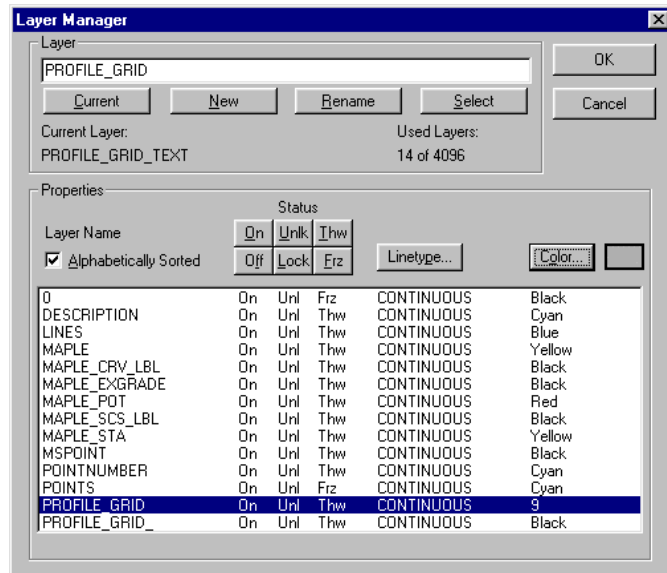 Layer Manager
Layer
PROFILE_GRID
OK
Current New Rename Select
Cancel
Current Layer: Used Layers:
PROFILE_GRID_TEXT 14 of 4096
Properties
Status
Layer Name On Unlk Thw
Alphabetically Sorted Off Lock Frz Linetype... Color...
0 On Unl Frz CONTINUOUS Black
DESCRIPTION On Unl Thw CONTINUOUS Cyan
LINES On Unl Thw CONTINUOUS Blue
MAPLE On Unl Thw CONTINUOUS Yellow
MAPLE_CRV_LBL On Unl Thw CONTINUOUS Black
MAPLE_EXGRADE On Unl Thw CONTINUOUS Black
MAPLE_POT On Unl Thw CONTINUOUS Red
MAPLE_SCS_LBL On Unl Thw CONTINUOUS Black
MAPLE_STA On Unl Thw CONTINUOUS Yellow
MSPOINT On Unl Thw CONTINUOUS Black
POINTNUMBER On Unl Thw CONTINUOUS Cyan
POINTS On Unl Frz CONTINUOUS Cyan
PROFILE_GRID On Unl Thw CONTINUOUS 9
PROFILE_GRID_ On Unl Thw CONTINUOUS Black